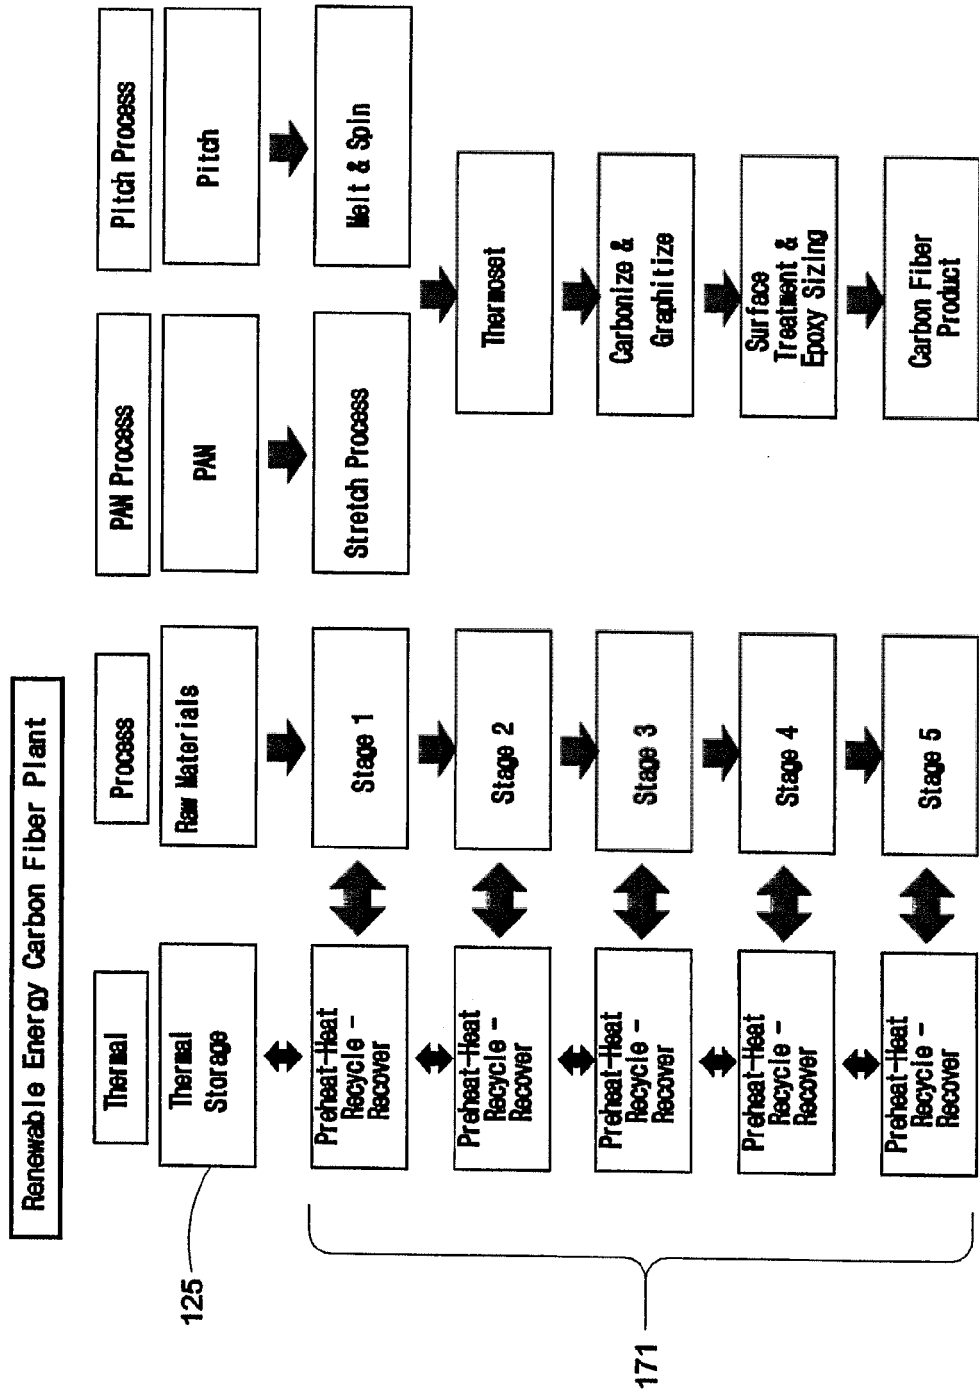 Renewable Energy Carbon Fiber Plant
Thermal
Process
PAN Process
Pitch Process
Thermal
Storage
Raw Materials
PAN
Pitch
125
Preheat-Heat
Recycle -
Recover
Stage 1
Stretch Process
Melt & Spin
Preheat-Heat
Recycle -
Recover
Stage 2
Thermoset
Preheat-Heat
Recycle -
Recover
Stage 3
Carbonize &
Graphitize
Preheat-Heat
Recycle -
Recover
Stage 4
Surface
Treatment &
Epoxy Sizing
Preheat-Heat
Recycle -
Recover
Stage 5
Carbon Fiber
Product
171